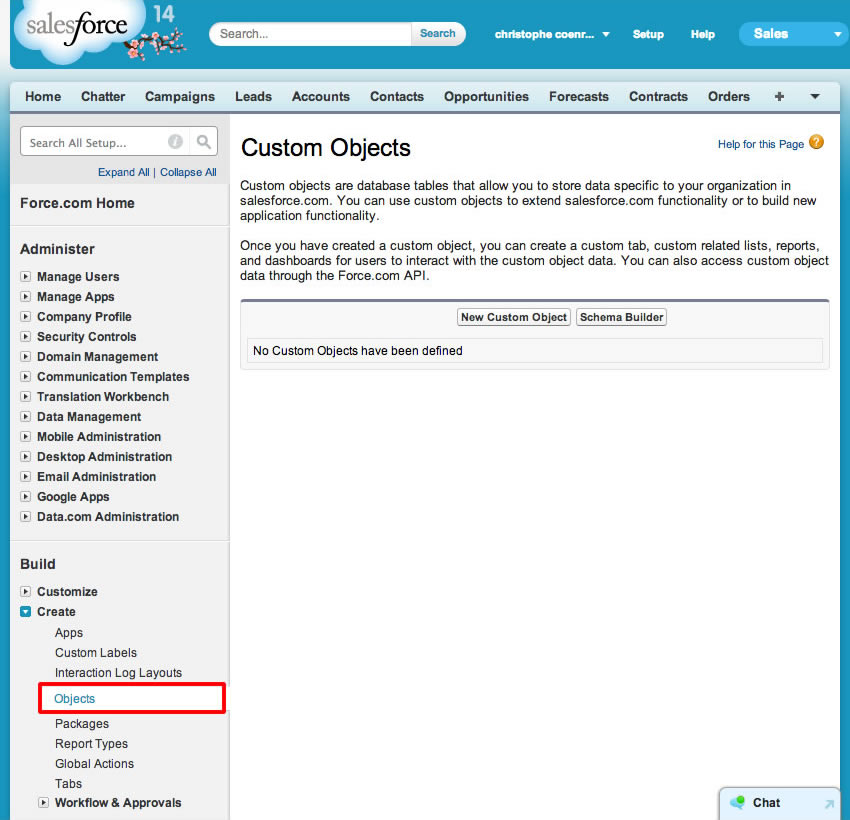 salesforce
14
Search...
Search
christophe coenr...
Setup
Help
Sales
Home
Chatter
Campaigns
Leads
Accounts
Contacts
Opportunities
Forecasts
Contracts
Orders
+
Search All Setup...
i
Expand All | Collapse All
Force.com Home
Administer
Manage Users
Manage Apps
Company Profile
Security Controls
Domain Management
Communication Templates
Translation Workbench
Data Management
Mobile Administration
Desktop Administration
Email Administration
Google Apps
Data.com Administration
Build
Customize
Create
Apps
Custom Labels
Interaction Log Layouts
Objects
Packages
Report Types
Global Actions
Tabs
Workflow & Approvals
Custom Objects
Help for this Page ?
Custom objects are database tables that allow you to store data specific to your organization in
salesforce.com. You can use custom objects to extend salesforce.com functionality or to build new
application functionality.
Once you have created a custom object, you can create a custom tab, custom related lists, reports,
and dashboards for users to interact with the custom object data. You can also access custom object
data through the Force.com API.
New Custom Object
Schema Builder
No Custom Objects have been defined
Chat